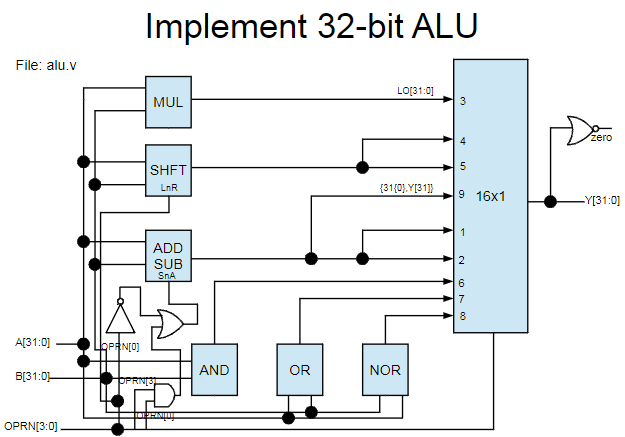 Implement 32-bit ALU
File: alu.v
MUL
LO[31:0]
3
4
SHFT
5
LnR
{31{0},Y[31]}
9
16x1
zero
Y[31:0]
1
ADD
SUB
2
SnA
6
7
8
A[31:0]
OPRN[0]
B[31:0]
OPRN[3]
AND
OR
NOR
OPRN[0]
OPRN[3:0]